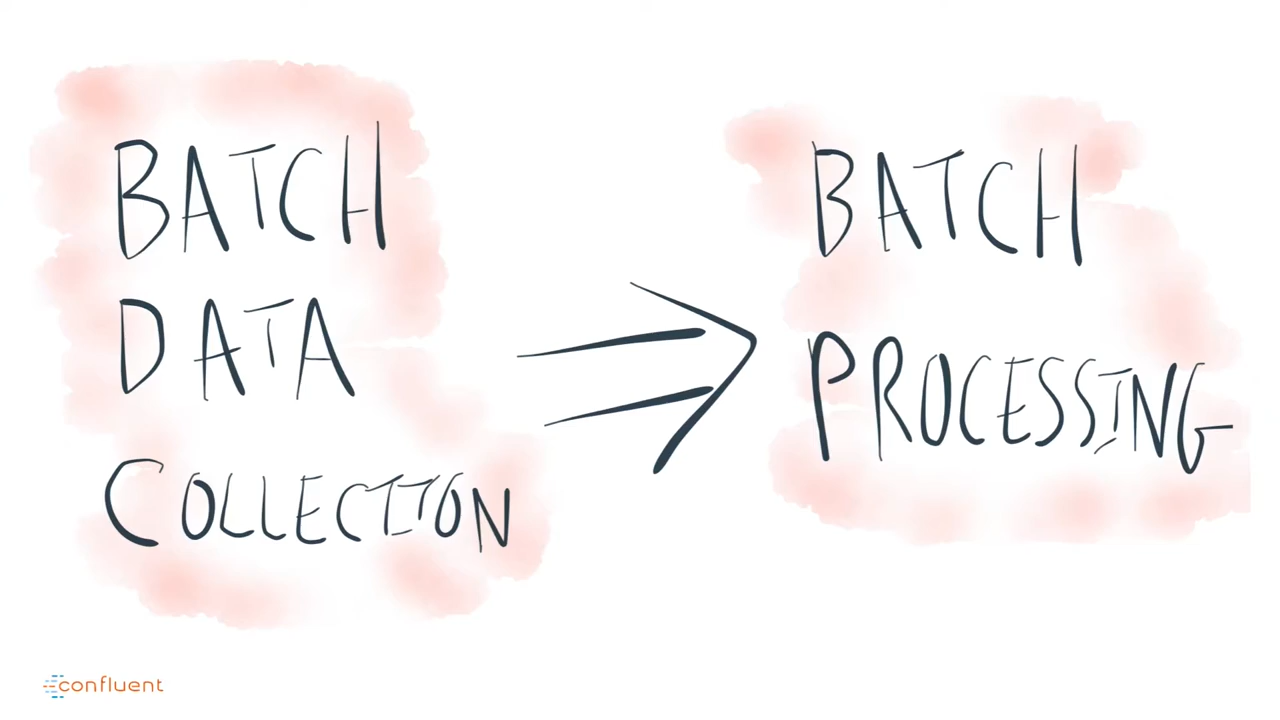 BATCH
DATA
COLLECTION
BATCH
PROCESSING
confluent